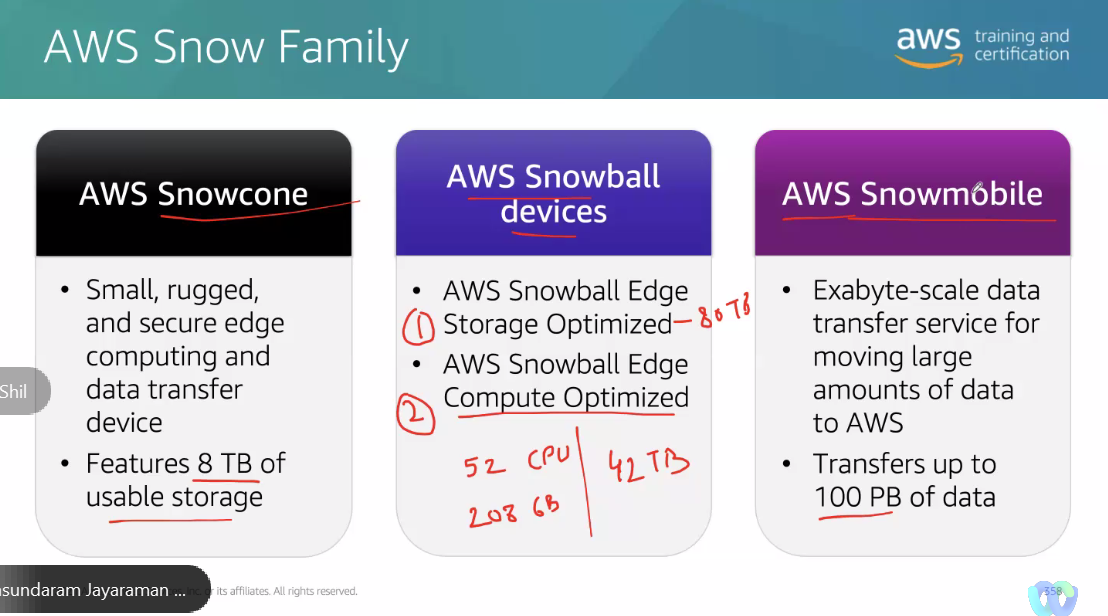 AWS Snow Family
aws training and
certification
AWS Snowcone
• Small, rugged,
and secure edge
computing and
data transfer
device
• Features 8 TB of
usable storage
AWS Snowball
devices
• AWS Snowball Edge
① Storage Optimized – 80 TB
• AWS Snowball Edge
② Compute Optimized
52 CPU
208 GB
42 TB
AWS Snowmobile
• Exabyte-scale data
transfer service for
moving large
amounts of data
to AWS
• Transfers up to
100 PB of data
Shil
asundaram Jayaraman ...
or its affiliates. All rights reserved.
358